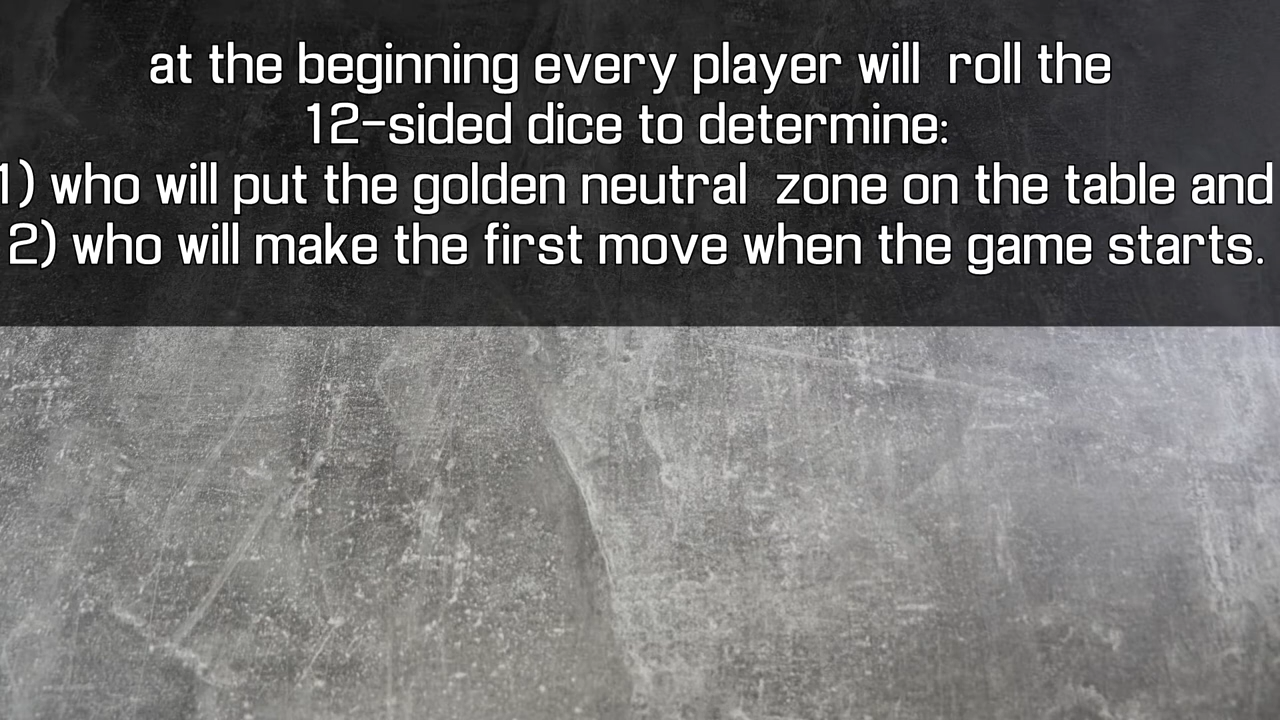 at the beginning every player will  roll the
12-sided dice to determine:
1) who will put the golden neutral  zone on the table and
2) who will make the first move when the game starts.